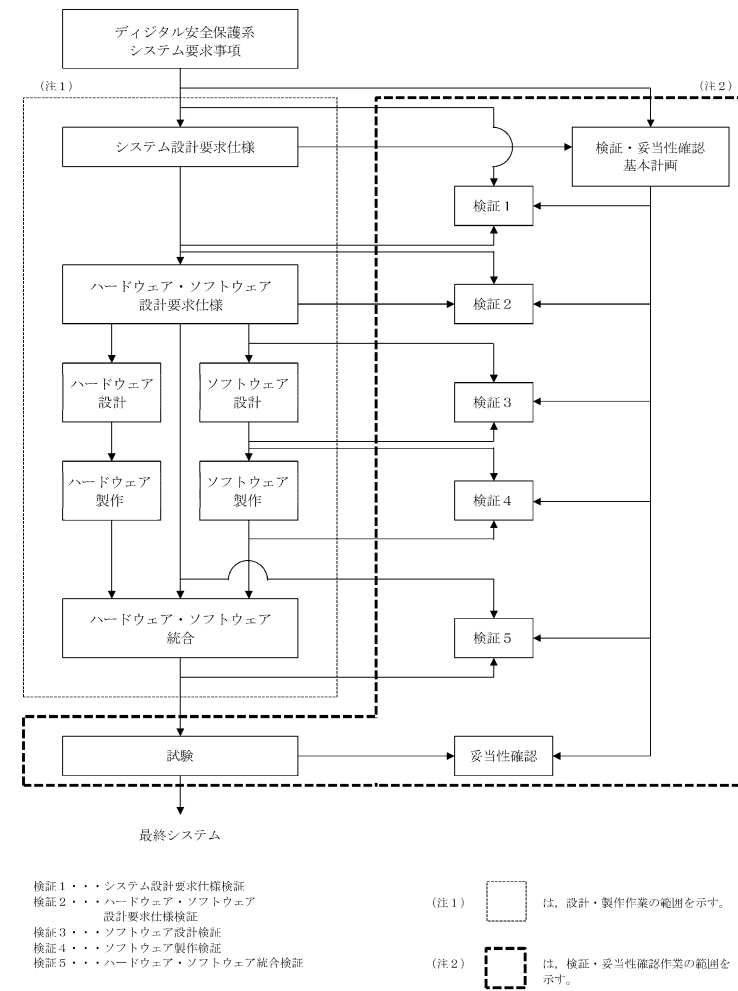 ディジタル安全保護系
システム要求事項
（注１）
（注２）
システム設計要求仕様
検証・妥当性確認
基本計画
検証１
ハードウェア・ソフトウェア
設計要求仕様
検証２
ハードウェア
設計
ソフトウェア
設計
検証３
ハードウェア
製作
ソフトウェア
製作
検証４
ハードウェア・ソフトウェア
統合
検証５
試験
妥当性確認
最終システム
検証１・・・システム設計要求仕様検証
検証２・・・ハードウェア・ソフトウェア
設計要求仕様検証
検証３・・・ソフトウェア設計検証
検証４・・・ソフトウェア製作検証
検証５・・・ハードウェア・ソフトウェア統合検証
（注１） は，設計・製作作業の範囲を示す。
（注２） は，検証・妥当性確認作業の範囲を
示す。